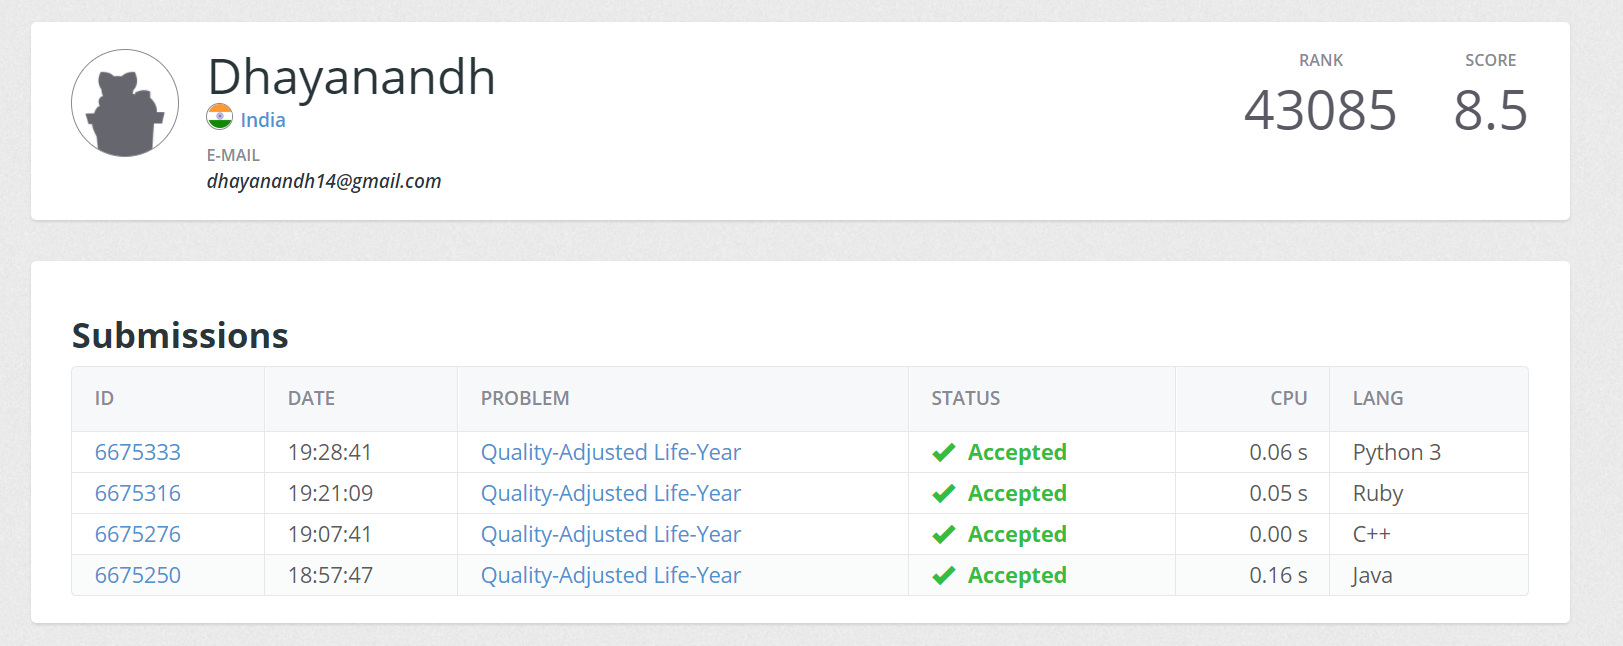 Dhayanandh
India
E-MAIL
dhayanandh14@gmail.com
RANK SCORE
43085 8.5
Submissions
ID DATE PROBLEM STATUS CPU LANG
6675333 19:28:41 Quality-Adjusted Life-Year Accepted 0.06 s Python 3
6675316 19:21:09 Quality-Adjusted Life-Year Accepted 0.05 s Ruby
6675276 19:07:41 Quality-Adjusted Life-Year Accepted 0.00 s C++
6675250 18:57:47 Quality-Adjusted Life-Year Accepted 0.16 s Java